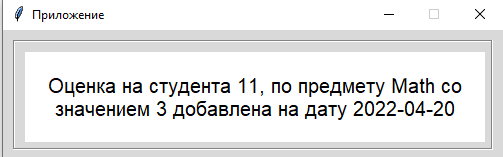 Приложение
Оценка на студента 11, по предмету Math со
значением 3 добавлена на дату 2022-04-20